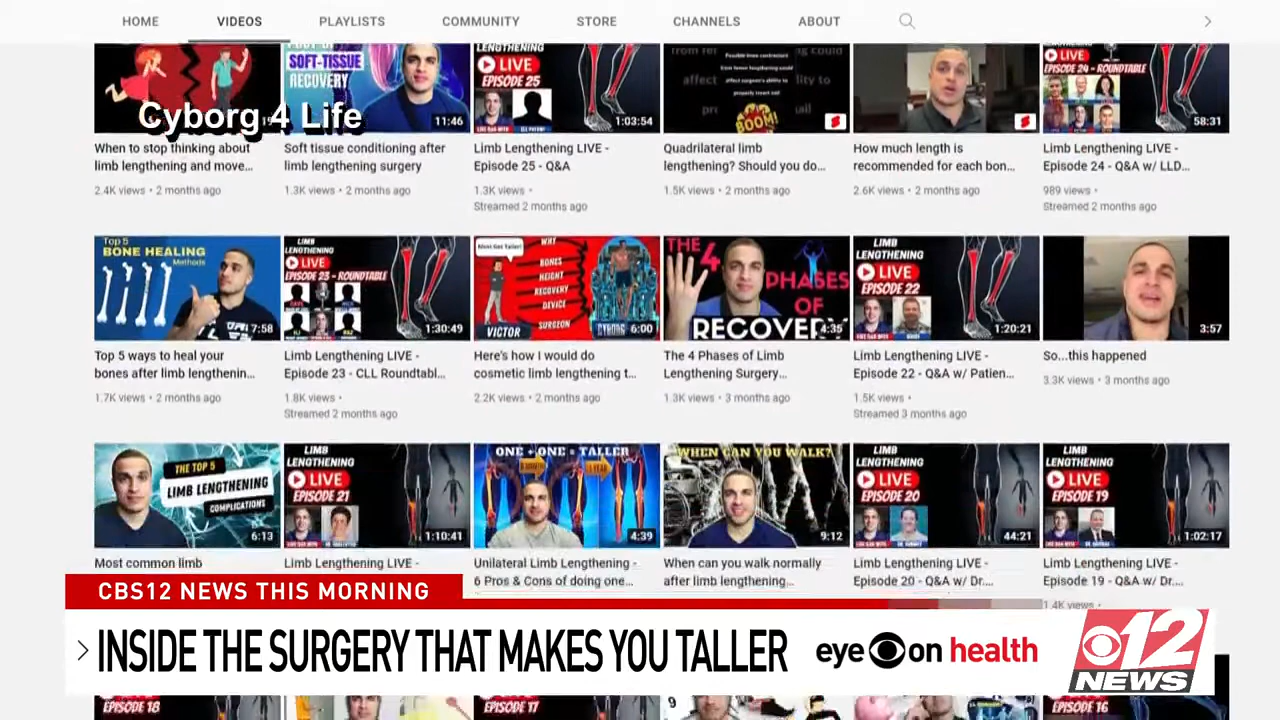 HOME VIDEOS PLAYLISTS COMMUNITY STORE CHANNELS ABOUT
SOFT-TISSUE
RECOVERY
11:46
LIVE
EPISODE 25
1:03:54
BOOM!
EPISODE 24 - ROUNDTABLE
58:31
Cyborg 4 Life
When to stop thinking about
limb lengthening and move...
2.4K views • 2 months ago
Soft tissue conditioning after
limb lengthening surgery
1.3K views • 2 months ago
Limb Lengthening LIVE -
Episode 25 - Q&A
1.3K views •
Streamed 2 months ago
Quadrilateral limb
lengthening? Should you do...
1.5K views • 2 months ago
How much length is
recommended for each bon...
2.6K views • 2 months ago
Limb Lengthening LIVE -
Episode 24 - Q&A w/ LLD...
989 views •
Streamed 2 months ago
Top 5
BONE HEALING
Methods
7:58
LIMB
LENGTHENING
LIVE
EPISODE 23 - ROUNDTABLE
1:30:49
Must Get Taller!
WHY
BONES
HEIGHT
RECOVERY
DEVICE
SURGEON
VICTOR
CYBORG
6:00
THE
4
PHASES
OF
RECOVERY
4:35
LIMB
LENGTHENING
LIVE
EPISODE 22
1:20:21
3:57
Top 5 ways to heal your
bones after limb lengthenin...
1.7K views • 2 months ago
Limb Lengthening LIVE -
Episode 23 - CLL Roundtabl...
1.8K views •
Streamed 2 months ago
Here's how I would do
cosmetic limb lengthening t...
2.2K views • 2 months ago
The 4 Phases of Limb
Lengthening Surgery...
1.3K views • 3 months ago
Limb Lengthening LIVE -
Episode 22 - Q&A w/ Patien...
1.5K views •
Streamed 3 months ago
So...this happened
3.3K views • 3 months ago
THE TOP 5
LIMB LENGTHENING
COMPLICATIONS
6:13
LIMB
LENGTHENING
LIVE
EPISODE 21
1:10:41
ONE + ONE = TALLER
6 MONTHS
1 YEAR
4:39
WHEN CAN YOU WALK?
9:12
LIMB
LENGTHENING
LIVE
EPISODE 20
44:21
LIMB
LENGTHENING
LIVE
EPISODE 19
1:02:17
Most common limb
Limb Lengthening LIVE -
Unilateral Limb Lengthening -
6 Pros & Cons of doing one...
When can you walk normally
after limb lengthening...
Limb Lengthening LIVE -
Episode 20 - Q&A w/ Dr....
Limb Lengthening LIVE -
Episode 19 - Q&A w/ Dr....
1.4K views •
CBS12 NEWS THIS MORNING
INSIDE THE SURGERY THAT MAKES YOU TALLER
eye on health
12
NEWS
EPISODE 18
EPISODE 17
9
EPISODE 16